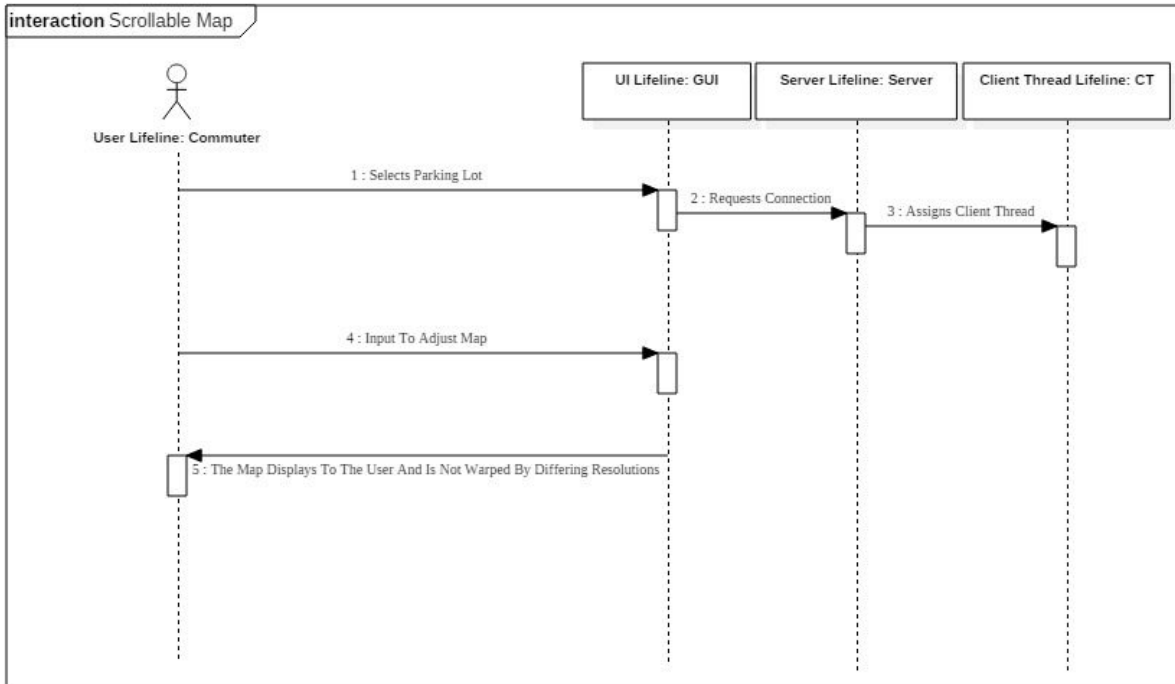 interaction Scrollable Map
UI Lifeline: GUI
Server Lifeline: Server
Client Thread Lifeline: CT
User Lifeline: Commuter
1 : Selects Parking Lot
2 : Requests Connection
3 : Assigns Client Thread
4 : Input To Adjust Map
5 : The Map Displays To The User And Is Not Warped By Differing Resolutions